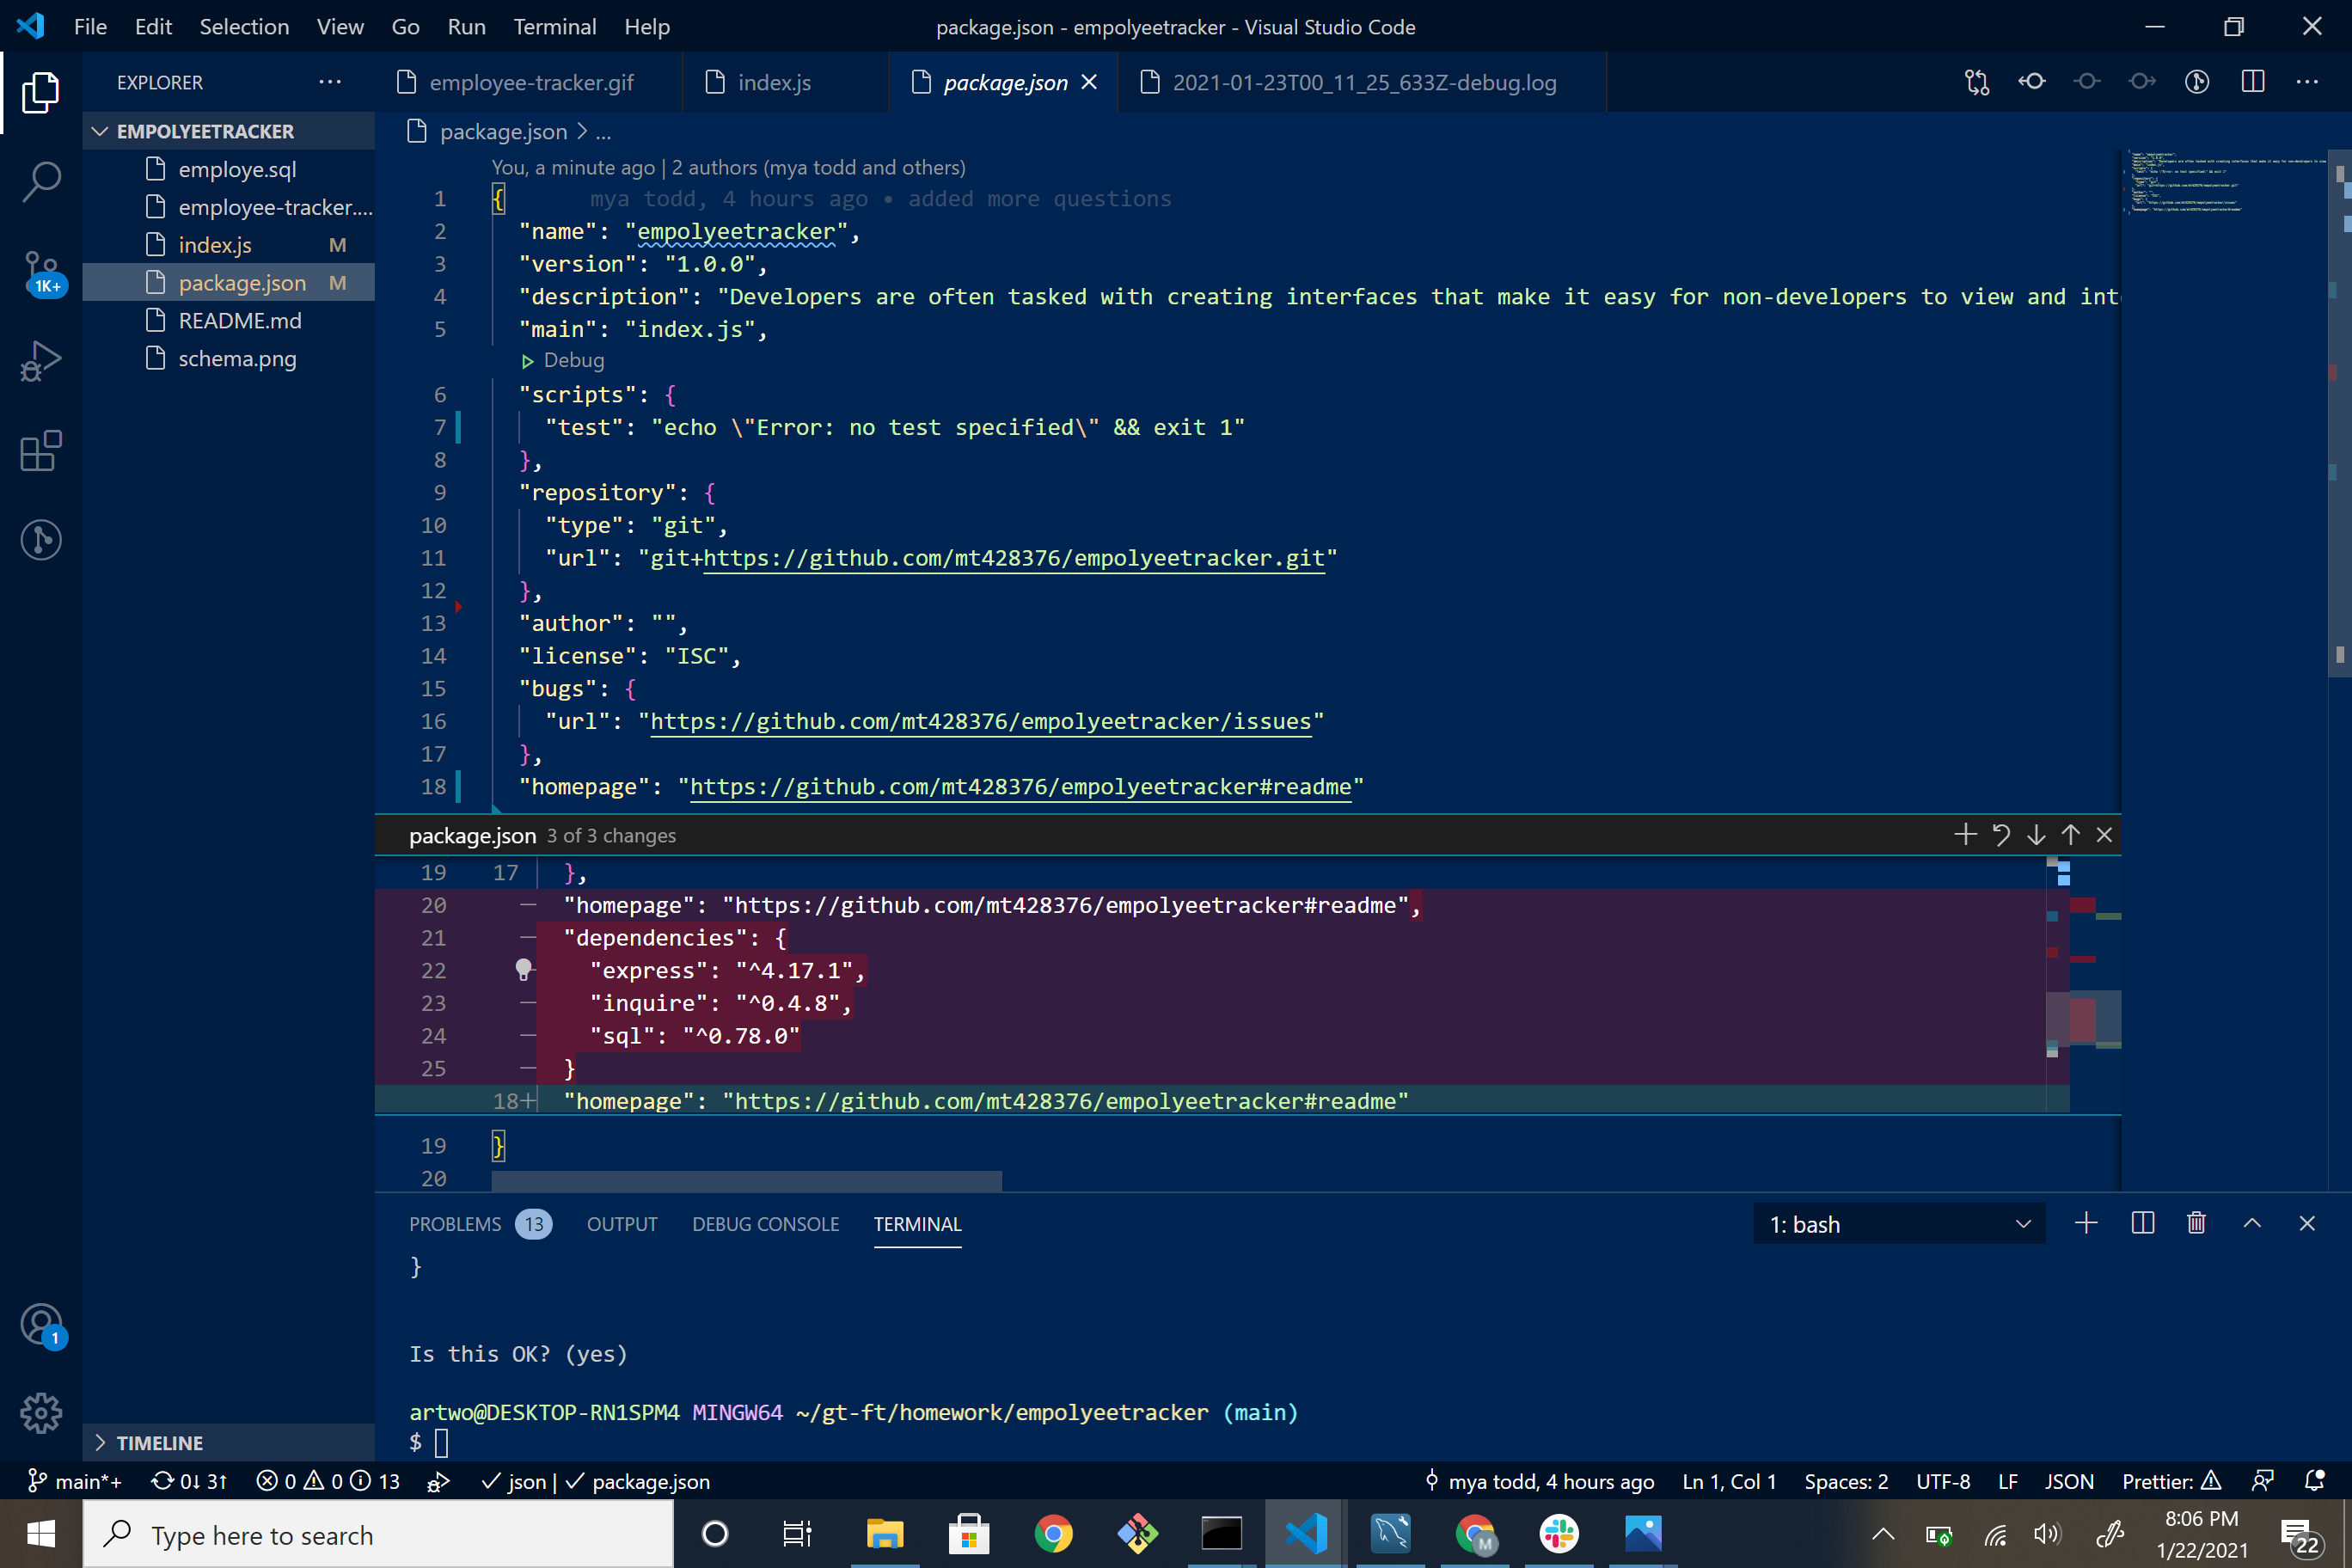 File Edit Selection View Go Run Terminal Help
package.json - empolyeetracker - Visual Studio Code
EXPLORER
employee-tracker.gif
index.js
package.json
2021-01-23T00_11_25_633Z-debug.log
EMPOLYEETRACKER
employe.sql
employee-tracker....
index.js M
package.json M
README.md
schema.png
TIMELINE
1K+
1
package.json > ...
You, a minute ago | 2 authors (mya todd and others)
1 { mya todd, 4 hours ago • added more questions
2 "name": "empolyeetracker",
3 "version": "1.0.0",
4 "description": "Developers are often tasked with creating interfaces that make it easy for non-developers to view and int
5 "main": "index.js",
Debug
6 "scripts": {
7 "test": "echo \"Error: no test specified\" && exit 1"
8 },
9 "repository": {
10 "type": "git",
11 "url": "git+https://github.com/mt428376/empolyeetracker.git"
12 },
13 "author": "",
14 "license": "ISC",
15 "bugs": {
16 "url": "https://github.com/mt428376/empolyeetracker/issues"
17 },
18 "homepage": "https://github.com/mt428376/empolyeetracker#readme"
package.json 3 of 3 changes
19 17 },
20 — "homepage": "https://github.com/mt428376/empolyeetracker#readme",
21 — "dependencies": {
22 — "express": "^4.17.1",
23 — "inquire": "^0.4.8",
24 — "sql": "^0.78.0"
25 — }
18+ "homepage": "https://github.com/mt428376/empolyeetracker#readme"
19 }
20
PROBLEMS 13 OUTPUT DEBUG CONSOLE TERMINAL
1: bash
}
Is this OK? (yes)
artwo@DESKTOP-RN1SPM4 MINGW64 ~/gt-ft/homework/empolyeetracker (main)
$
main*+ 0↓ 3↑ 0 0 13 json | package.json
mya todd, 4 hours ago Ln 1, Col 1 Spaces: 2 UTF-8 LF JSON Prettier:
Type here to search
M
8:06 PM
1/22/2021
22